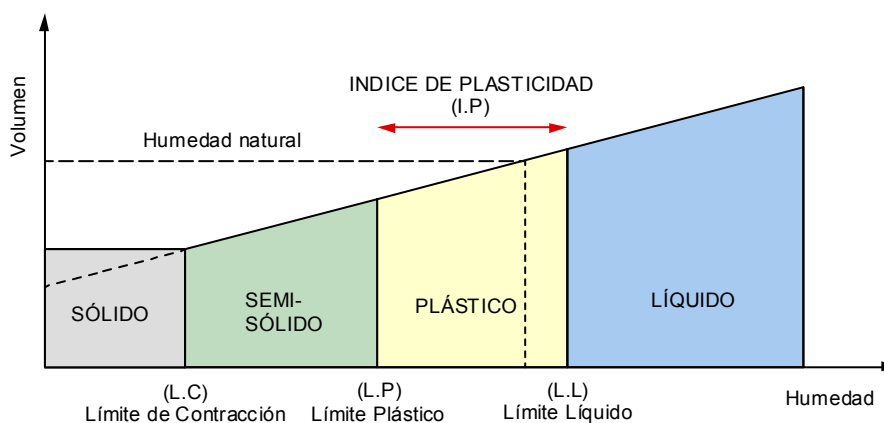 INDICE DE PLASTICIDAD
(I.P)
Volumen
Humedad natural
SÓLIDO
SEMI-
SÓLIDO
PLÁSTICO
LÍQUIDO
(L.C)
Límite de Contracción
(L.P)
Límite Plástico
(L.L)
Límite Líquido
Humedad